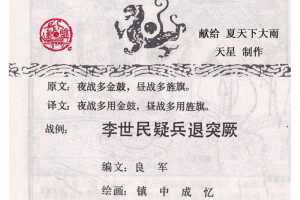 献给 夏天下大南
天星 制作
原文：夜战多金鼓，昼战多旌旗。
译文：夜战多用金鼓，昼战多用旌旗。
战例：李世民疑兵退突厥
编文：良 军
绘画：镇 中 成 忆